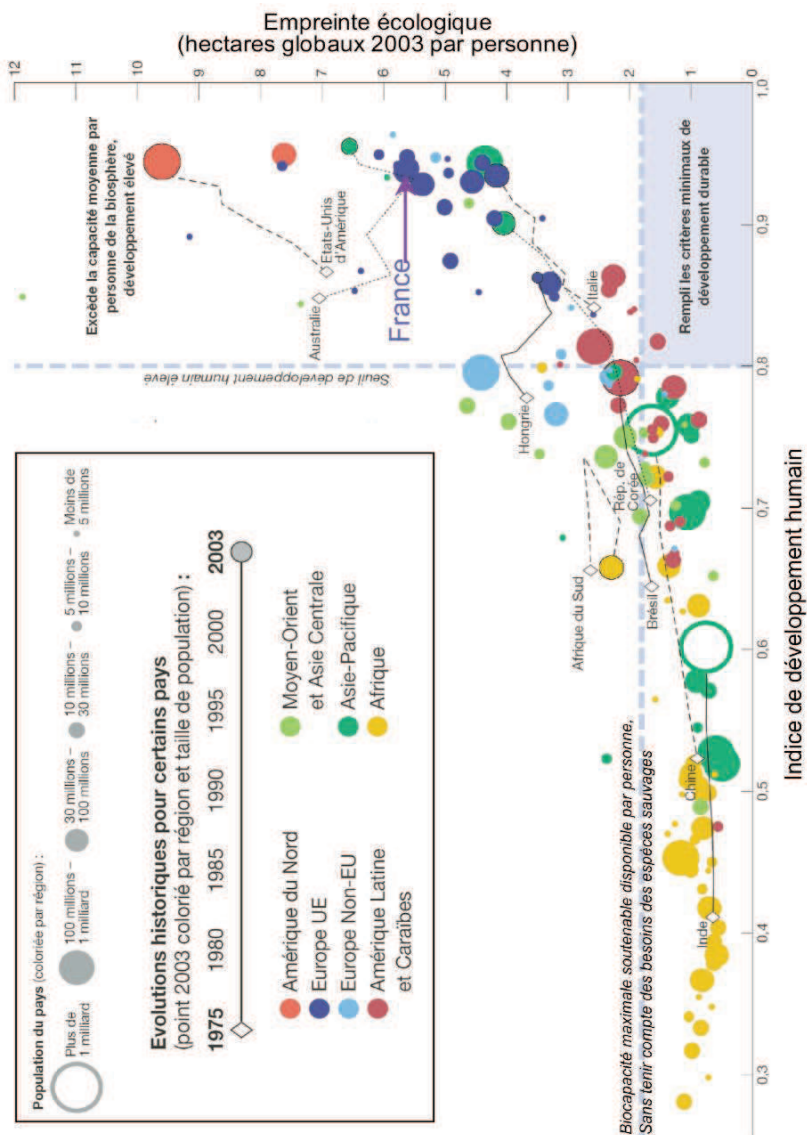 Empreinte écologique
(hectares globaux 2003 par personne)
12
11
10
9
8
7
6
5
4
3
2
1
0
Population du pays (coloriée par région) :
Plus de
1 milliard
100 millions –
1 milliard
30 millions –
100 millions
10 millions –
30 millions
5 millions –
10 millions
Moins de
5 millions
Evolutions historiques pour certains pays
(point 2003 colorié par région et taille de population) :
1975
1980
1985
1990
1995
2000
2003
Amérique du Nord
Europe UE
Europe Non-EU
Amérique Latine
et Caraïbes
Moyen-Orient
et Asie Centrale
Asie-Pacifique
Afrique
Excède la capacité moyenne par
personne de la biosphère,
développement élevé
Seuil de développement humain élevé
Etats-Unis
d'Amérique
Australie
France
Hongrie
Italie
Rép. de
Corée
Afrique du Sud
Brésil
Chine
Inde
Rempli les critères minimaux de
développement durable
Biocapacité maximale soutenable disponible par personne,
Sans tenir compte des besoins des espèces sauvages
0,3
0,4
0,5
0,6
0,7
0,8
0,9
1,0
Indice de développement humain